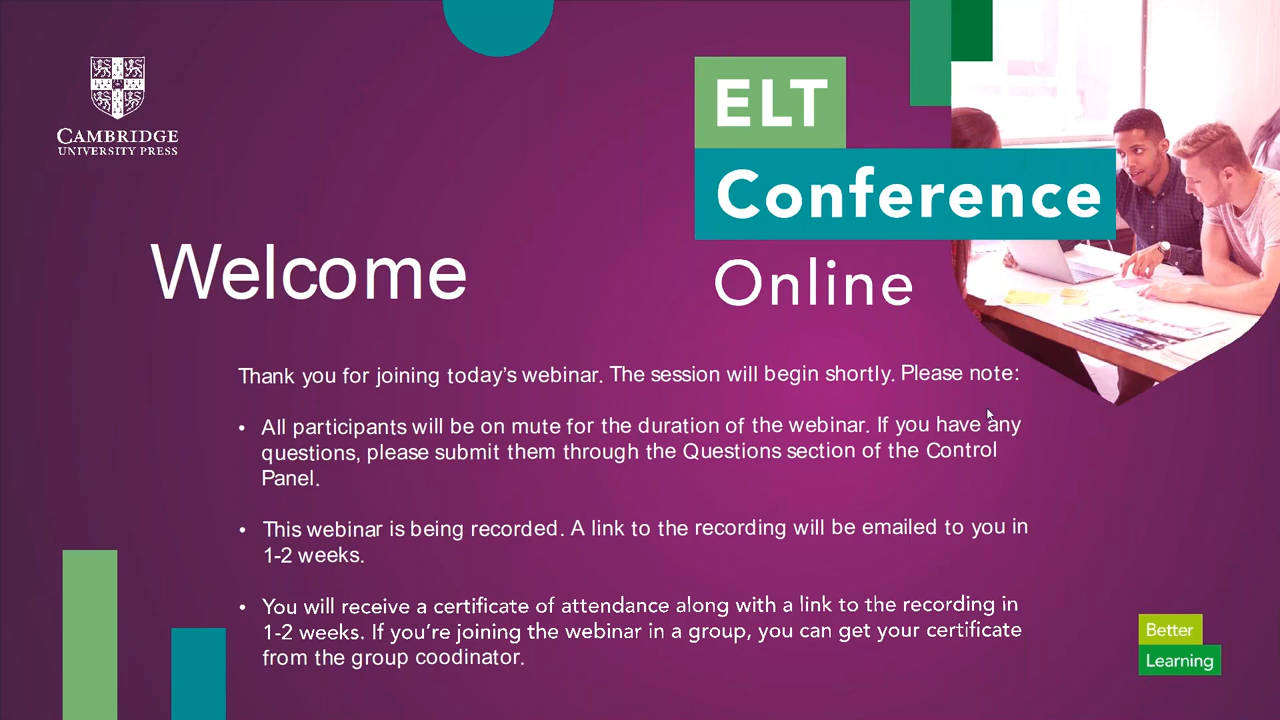 CAMBRIDGE
UNIVERSITY PRESS
ELT
Conference
Online
Welcome
Thank you for joining today's webinar. The session will begin shortly. Please note:
• All participants will be on mute for the duration of the webinar. If you have any
questions, please submit them through the Questions section of the Control
Panel.
• This webinar is being recorded. A link to the recording will be emailed to you in
1-2 weeks.
• You will receive a certificate of attendance along with a link to the recording in
1-2 weeks. If you're joining the webinar in a group, you can get your certificate
from the group coodinator.
Better
Learning